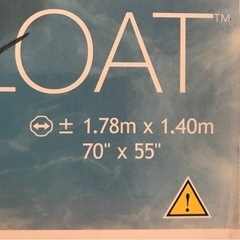 LOAT™
± 1.78m x 1.40m
70" x 55"